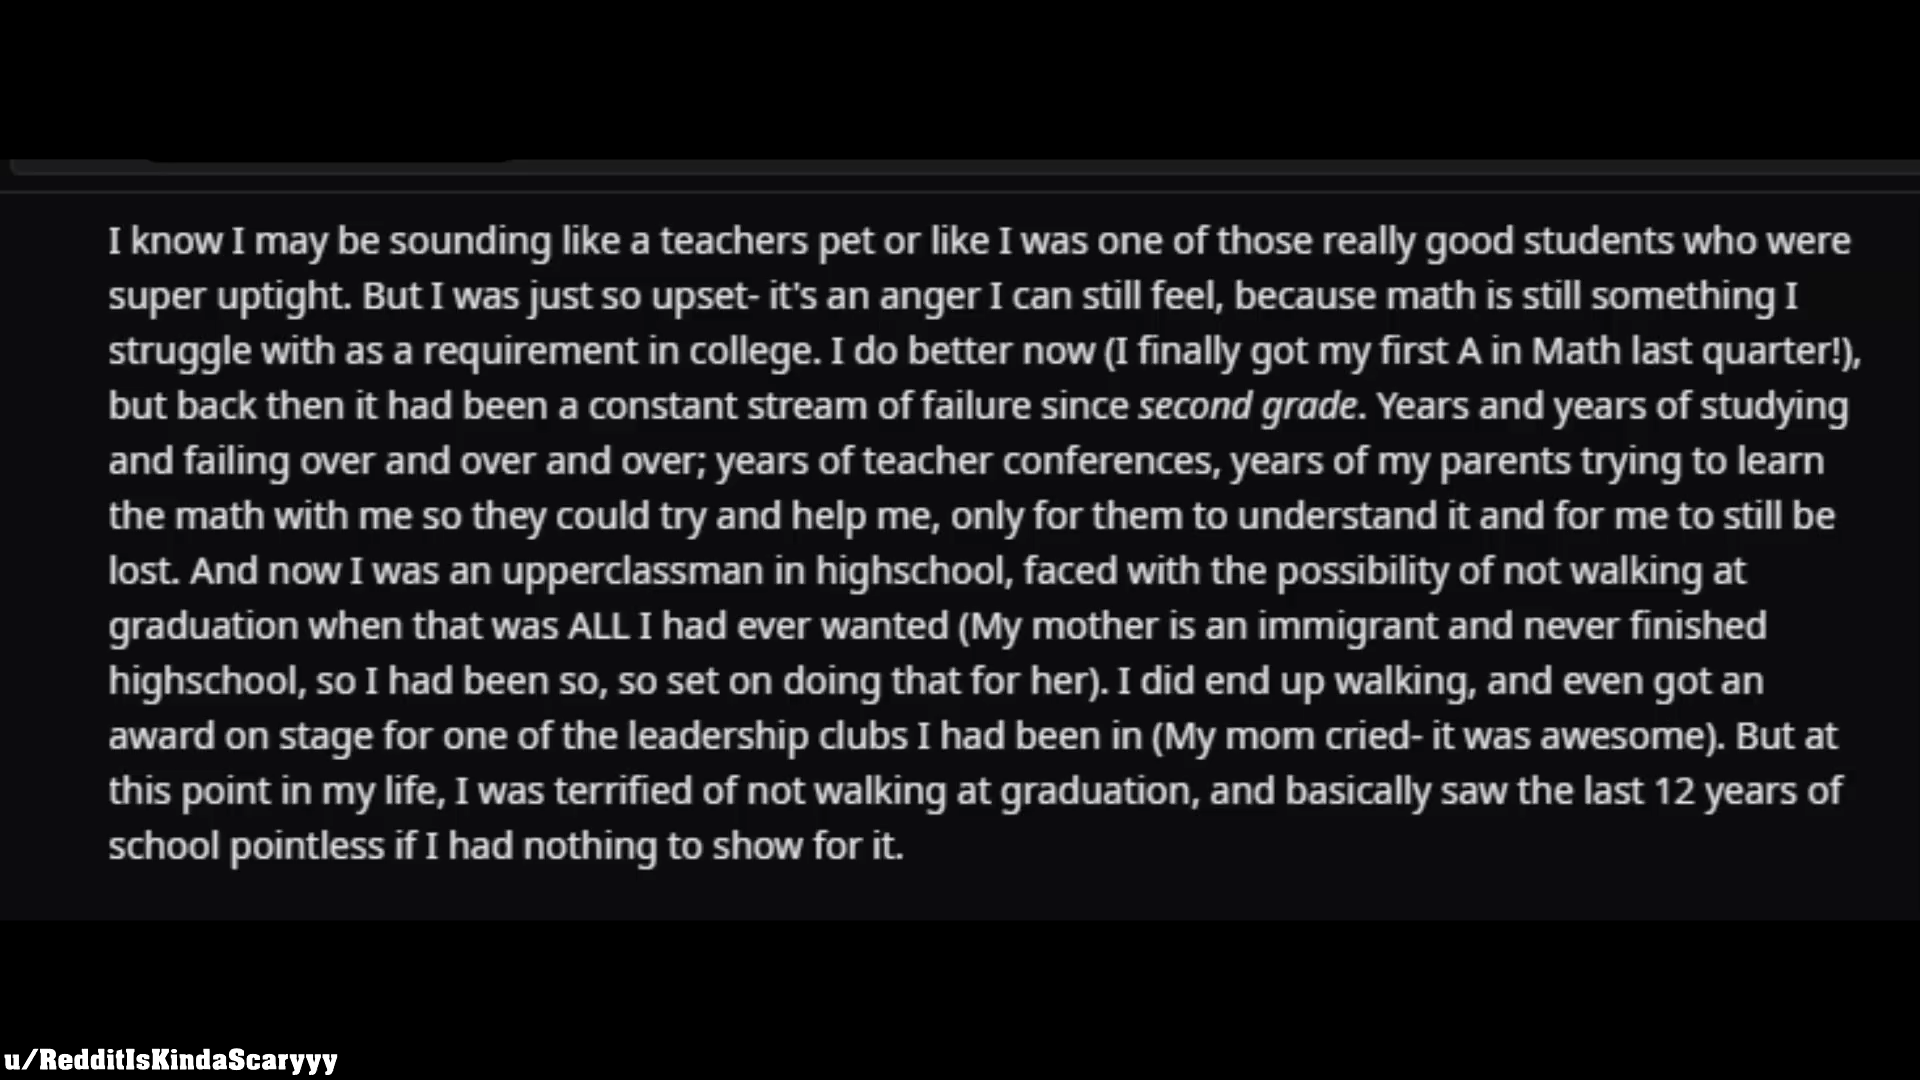 I know I may be sounding like a teachers pet or like I was one of those really good students who were
super uptight. But I was just so upset- it's an anger I can still feel, because math is still something I
struggle with as a requirement in college. I do better now (I finally got my first A in Math last quarter!),
but back then it had been a constant stream of failure since second grade. Years and years of studying
and failing over and over and over; years of teacher conferences, years of my parents trying to learn
the math with me so they could try and help me, only for them to understand it and for me to still be
lost. And now I was an upperclassman in highschool, faced with the possibility of not walking at
graduation when that was ALL I had ever wanted (My mother is an immigrant and never finished
highschool, so I had been so, so set on doing that for her). I did end up walking, and even got an
award on stage for one of the leadership clubs I had been in (My mom cried- it was awesome). But at
this point in my life, I was terrified of not walking at graduation, and basically saw the last 12 years of
school pointless if I had nothing to show for it.
u/RedditIsKindaScaryyy